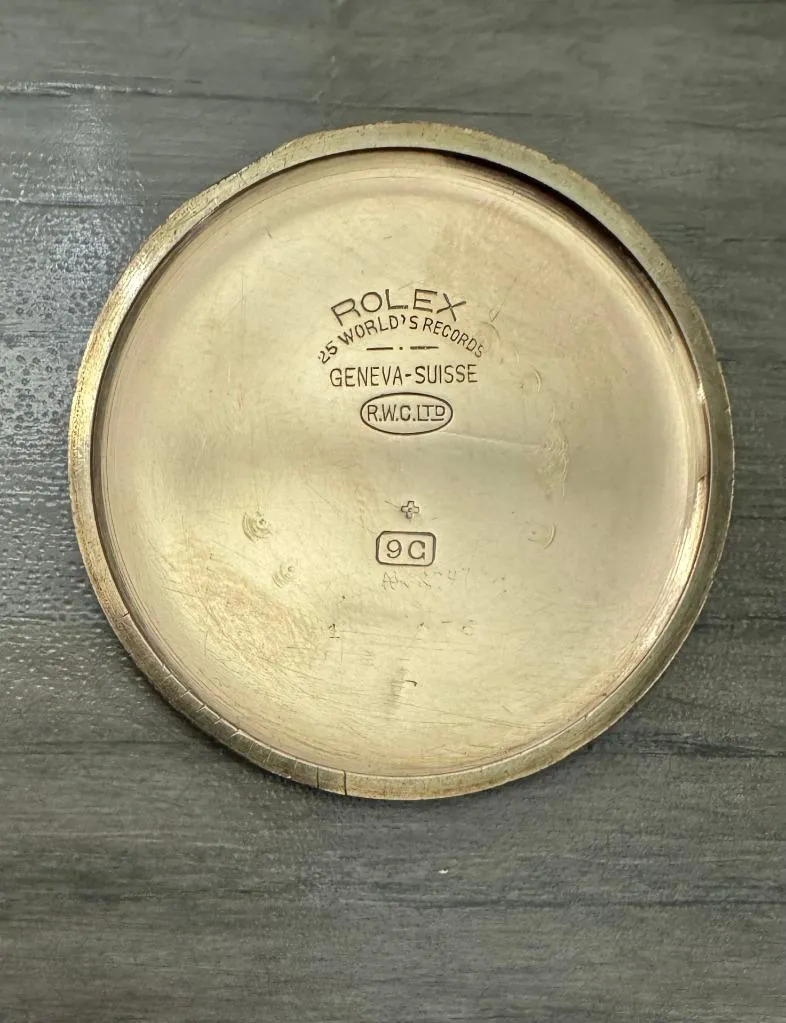 ROLEX
25 WORLD'S RECORDS
GENEVA-SUISSE
R.W.C.LTD
9C